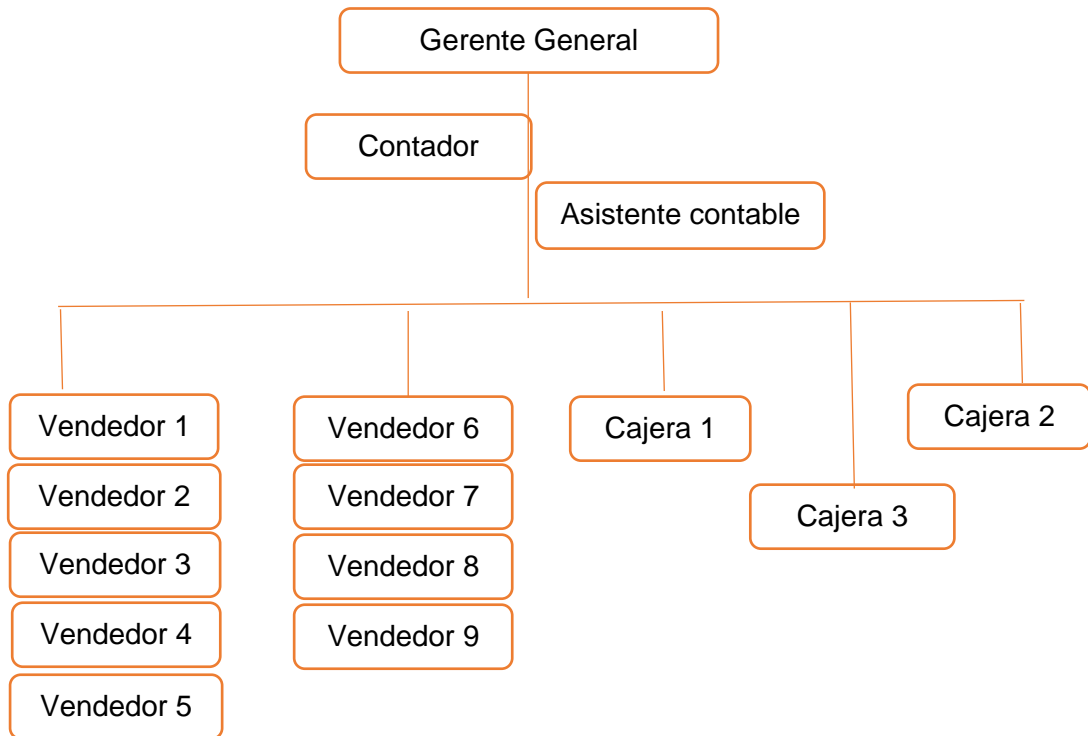 Gerente General
Contador
Asistente contable
Vendedor 1
Vendedor 2
Vendedor 3
Vendedor 4
Vendedor 5
Vendedor 6
Vendedor 7
Vendedor 8
Vendedor 9
Cajera 1
Cajera 3
Cajera 2